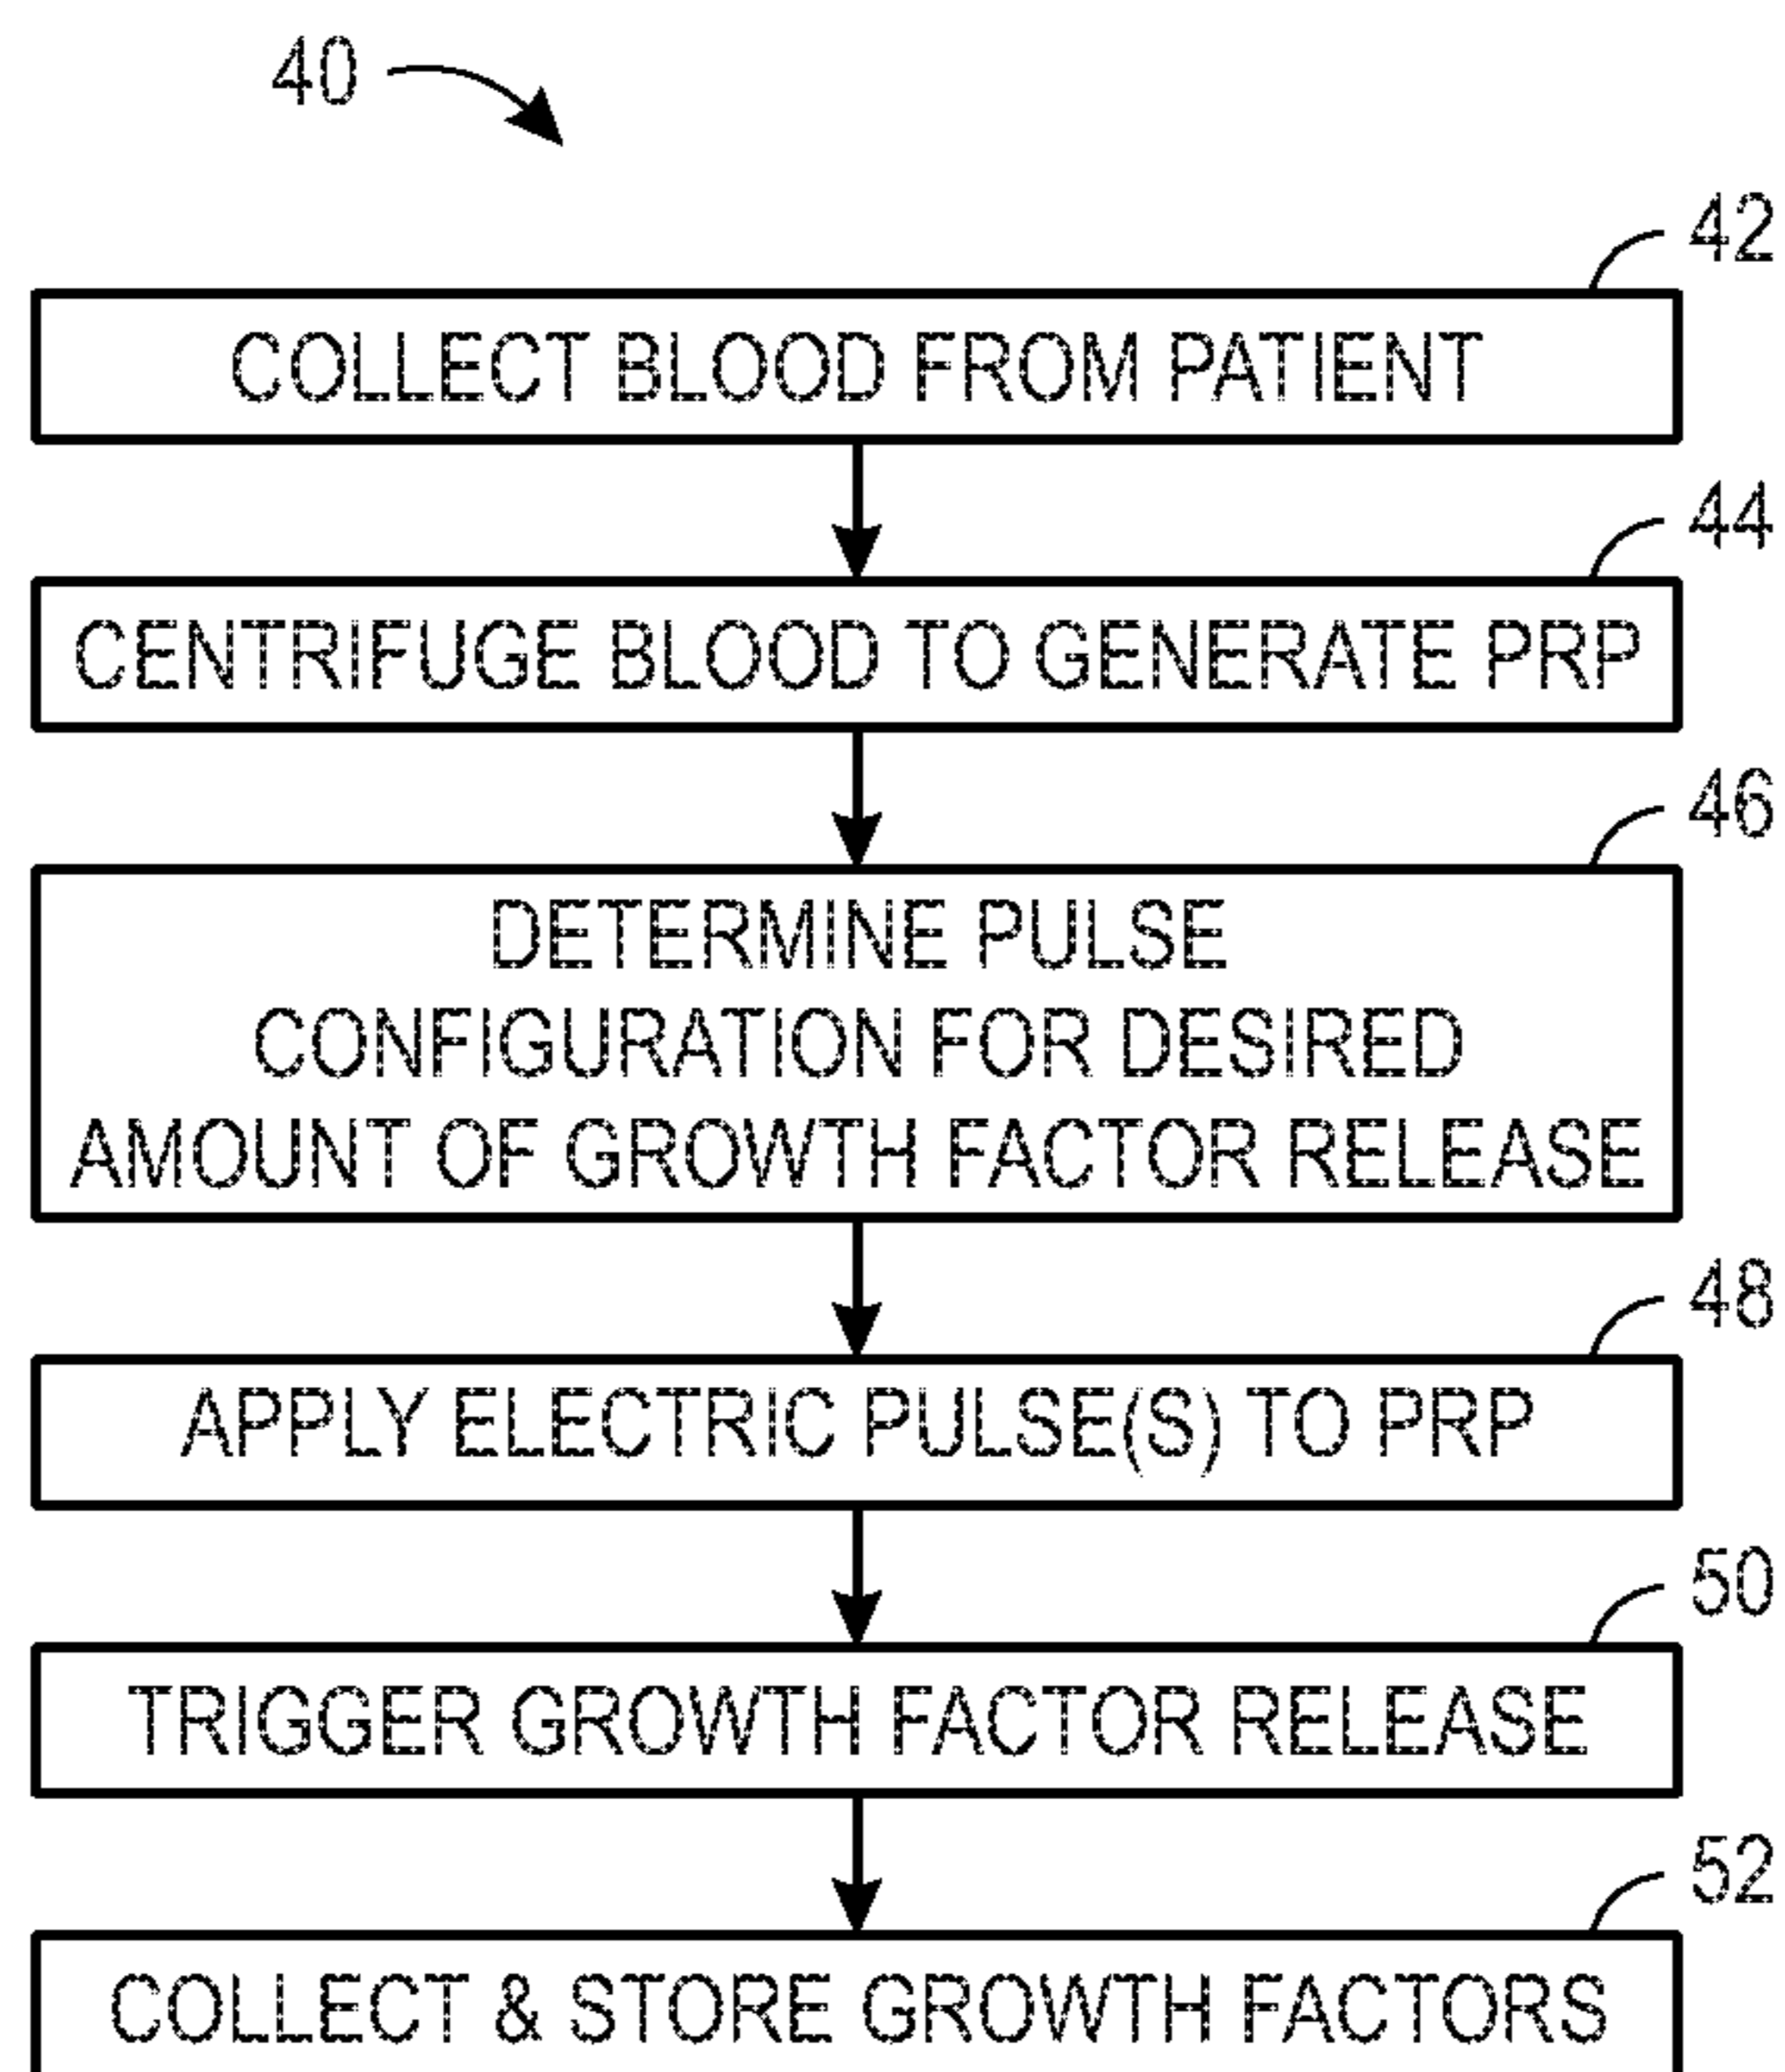 40
42
COLLECT BLOOD FROM PATIENT
44
CENTRIFUGE BLOOD TO GENERATE PRP
46
DETERMINE PULSE
CONFIGURATION FOR DESIRED
AMOUNT OF GROWTH FACTOR RELEASE
48
APPLY ELECTRIC PULSE(S) TO PRP
50
TRIGGER GROWTH FACTOR RELEASE
52
COLLECT & STORE GROWTH FACTORS